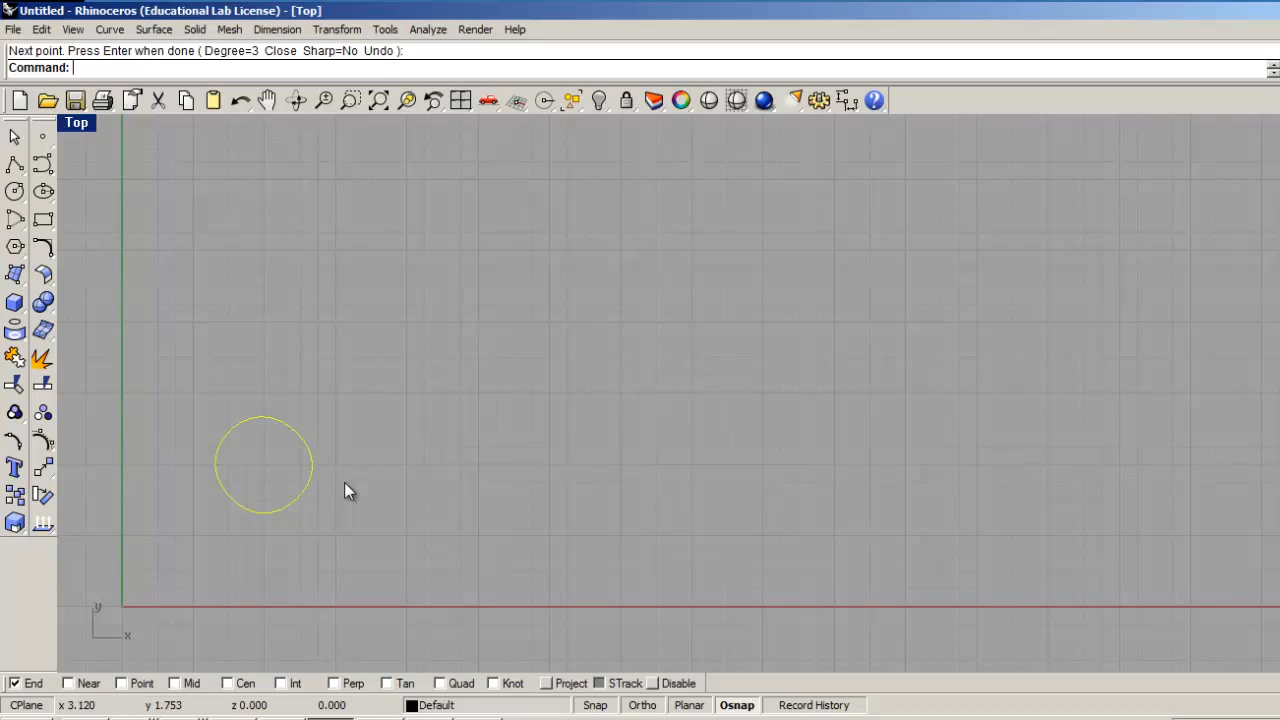 Untitled - Rhinoceros (Educational Lab License) - [Top]
File Edit View Curve Surface Solid Mesh Dimension Transform Tools Analyze Render Help
Next point. Press Enter when done ( Degree=3 Close Sharp=No Undo ):
Command:
Top
y
x
End Near Point Mid Cen Int Perp Tan Quad Knot Project STrack Disable
CPlane x 3.120 y 1.753 z 0.000 0.000 Default Snap Ortho Planar Osnap Record History